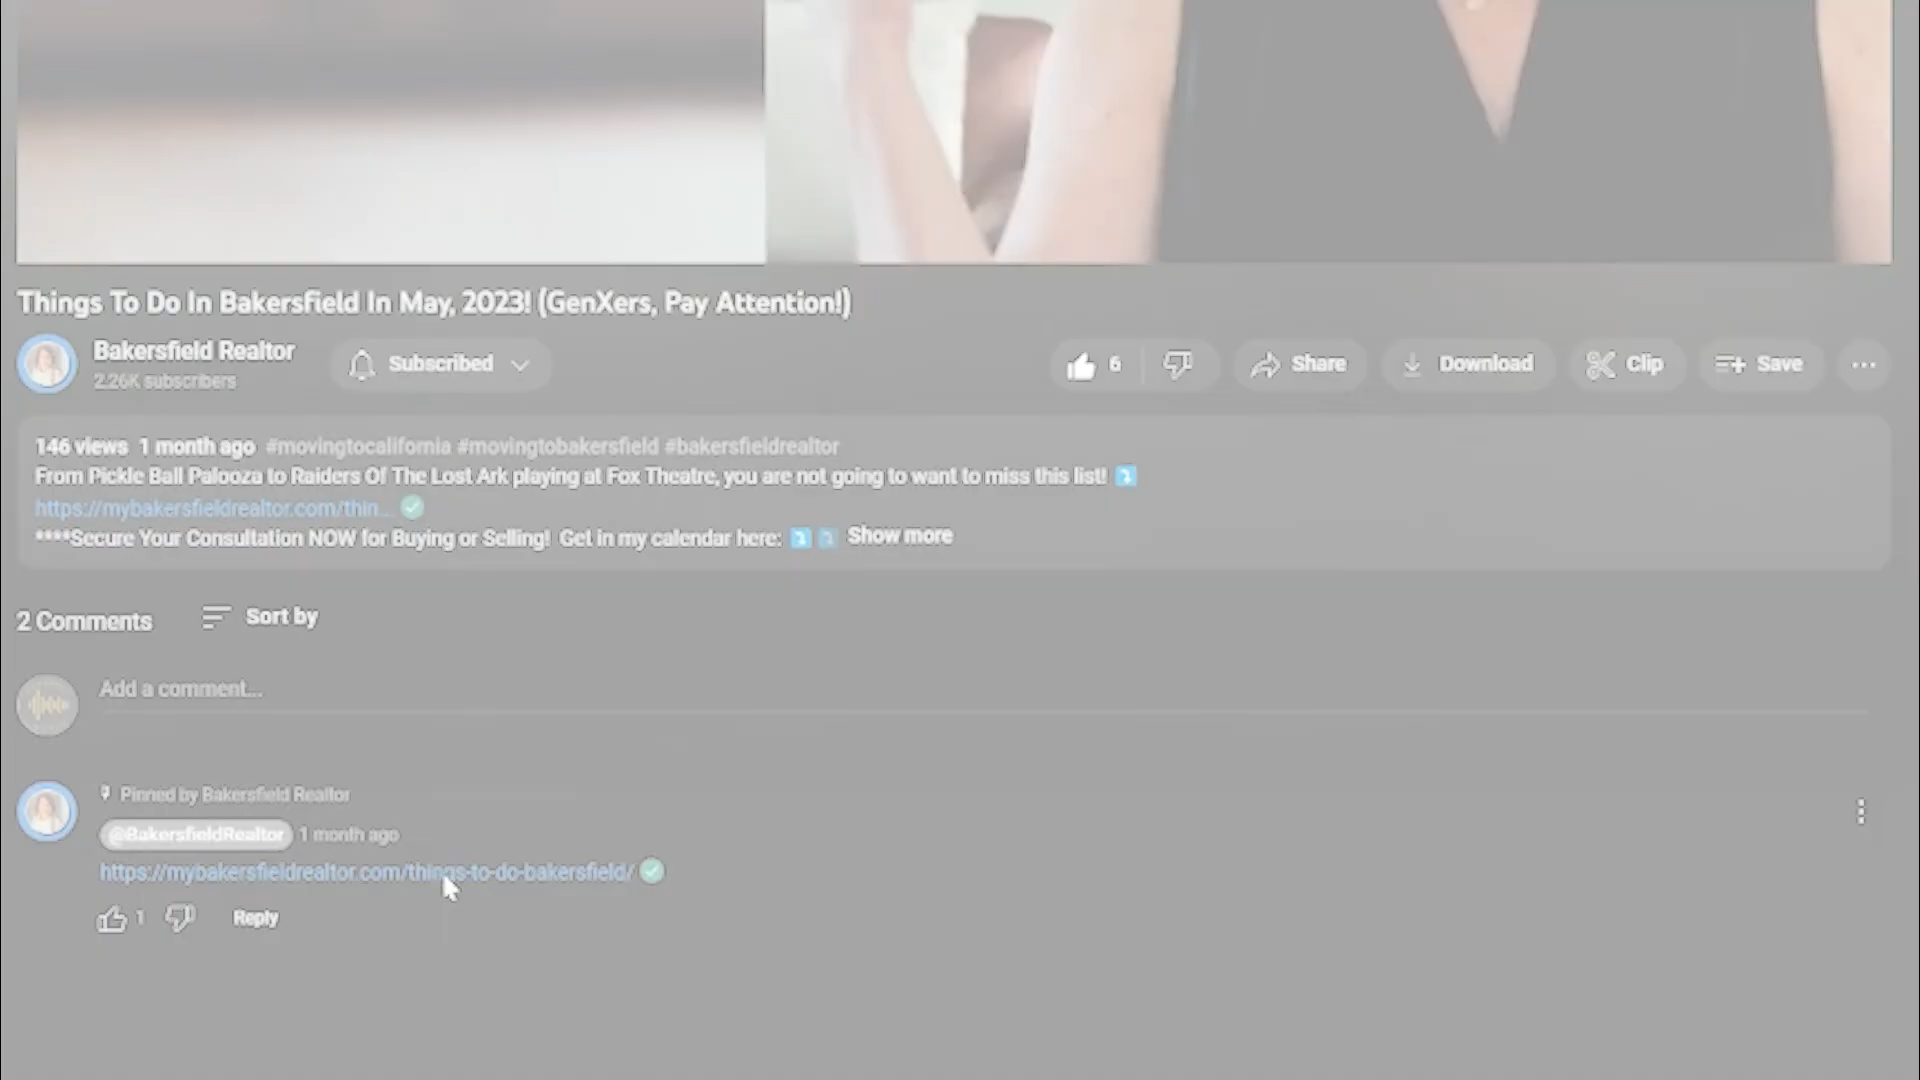 Things To Do In Bakersfield In May, 2023! (GenXers, Pay Attention!)
Bakersfield Realtor
2.26K subscribers
Subscribed
6
Share
Download
Clip
Save
146 views 1 month ago #movingtocalifornia #movingtobakersfield #bakersfieldrealtor
From Pickle Ball Palooza to Raiders Of The Lost Ark playing at Fox Theatre, you are not going to want to miss this list!
https://mybakersfieldrealtor.com/thin...
****Secure Your Consultation NOW for Buying or Selling! Get in my calendar here: Show more
2 Comments
Sort by
Add a comment...
Pinned by Bakersfield Realtor
@BakersfieldRealtor 1 month ago
https://mybakersfieldrealtor.com/things-to-do-bakersfield/
1
Reply